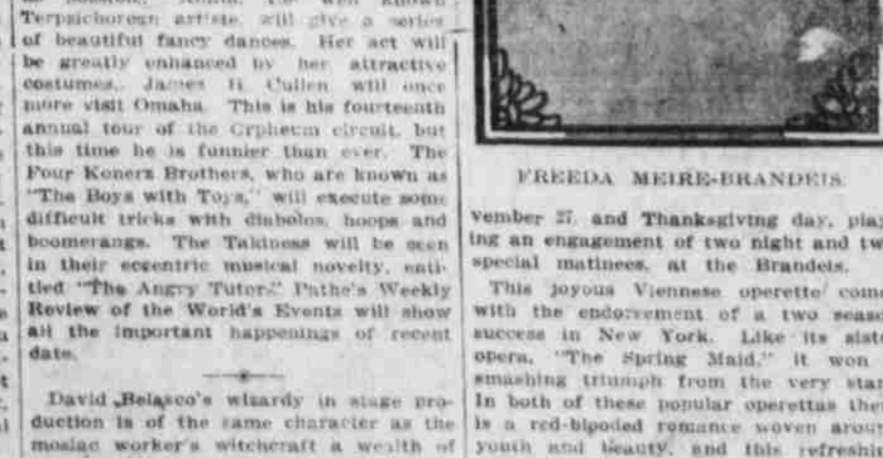 Terpsichorean artiste, will give a series
of beautiful fancy dances. Her act will
be greatly enhanced by her attractive
costumes. James H. Cullen will once
more visit Omaha. This is his fourteenth
annual tour of the Orpheum circuit, but
this time he is funnier than ever. The
Four Konerz Brothers, who are known as
"The Boys with Toys," will execute some
difficult tricks with diabolos, hoops and
boomerangs. The Takiness will be seen
in their eccentric musical novelty, enti-
tled "The Angry Tutor." Pathe's Weekly
Review of the World's Events will show
all the important happenings of recent
date.
David Belasco's wizardy in stage pro-
duction is of the same character as the
mosiac worker's witchcraft a wealth of
FREEDA MEIRE-BRANDEIS.
vember 27, and Thanksgiving day, play
ing an engagement of two night and tw
special matinees, at the Brandeis.
This joyous Viennese operette come
with the endorsement of a two seaso
success in New York. Like its siste
opera, "The Spring Maid," it won
smashing triumph from the very star
In both of these popular operettas ther
is a red-blooded romance woven aroun
youth and beauty, and this refreshin